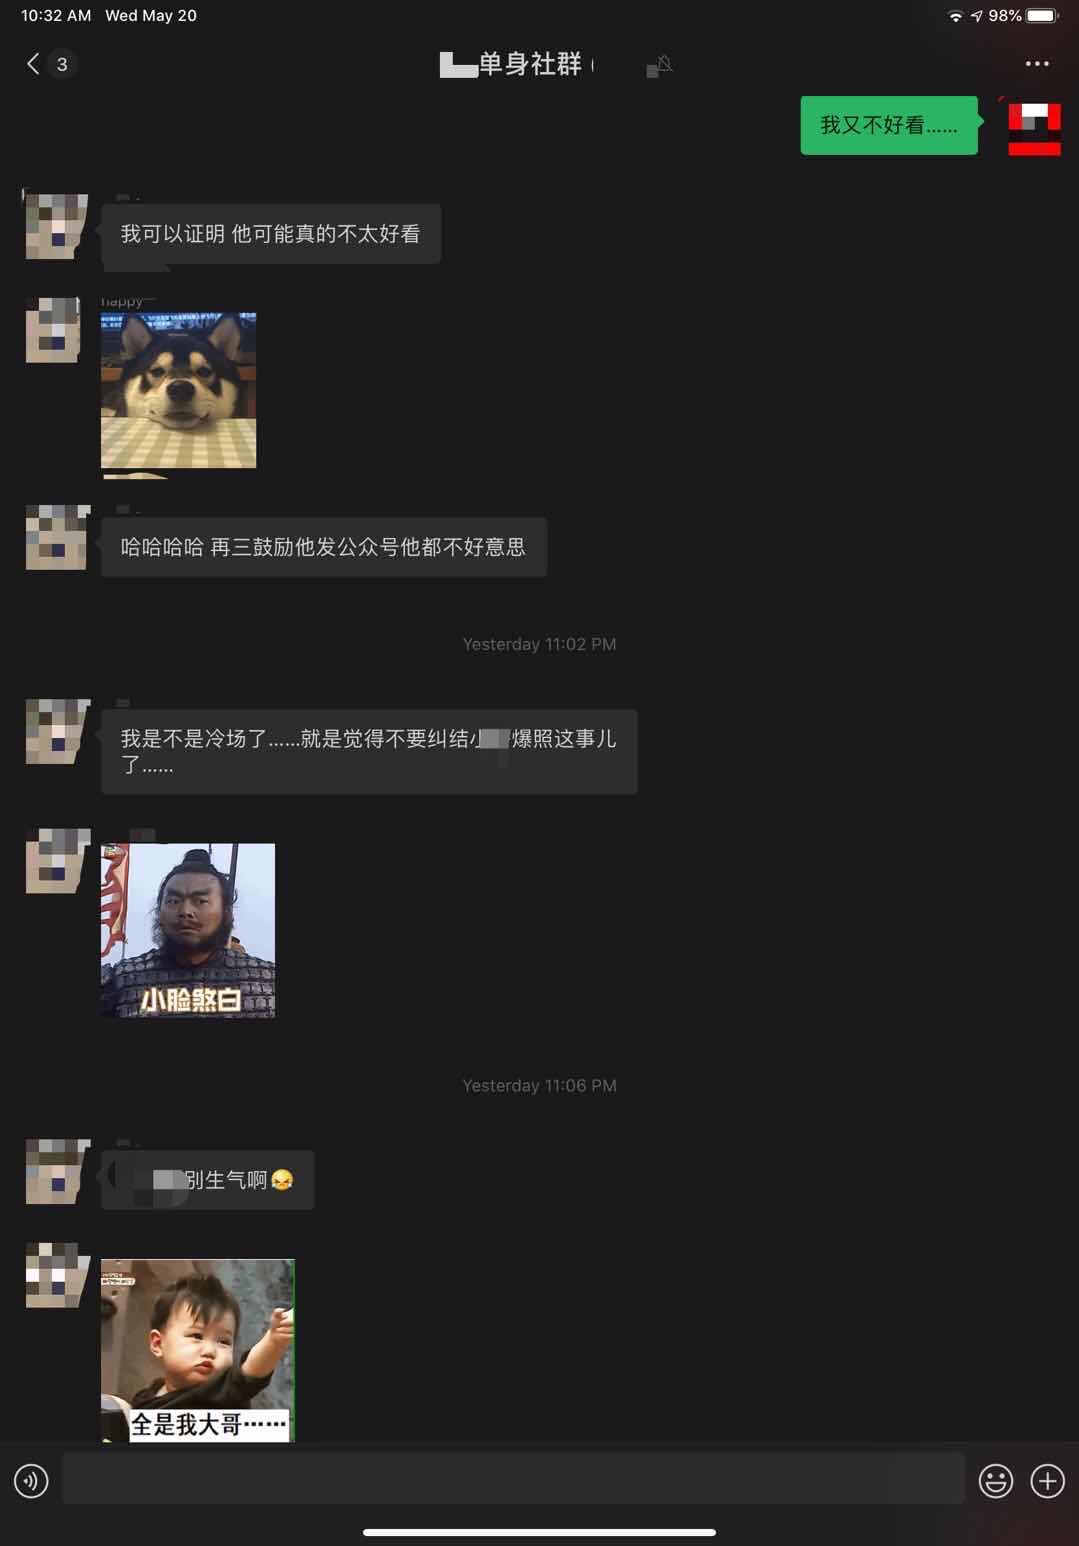 10:32 AM Wed May 20
98%
3
单身社群 (
我又不好看……
我可以证明 他可能真的不太好看
happy
哈哈哈哈 再三鼓励他发公众号他都不好意思
Yesterday 11:02 PM
我是不是冷场了……就是觉得不要纠结小 爆照这事儿
了……
小脸煞白
Yesterday 11:06 PM
别生气啊
全是我大哥……